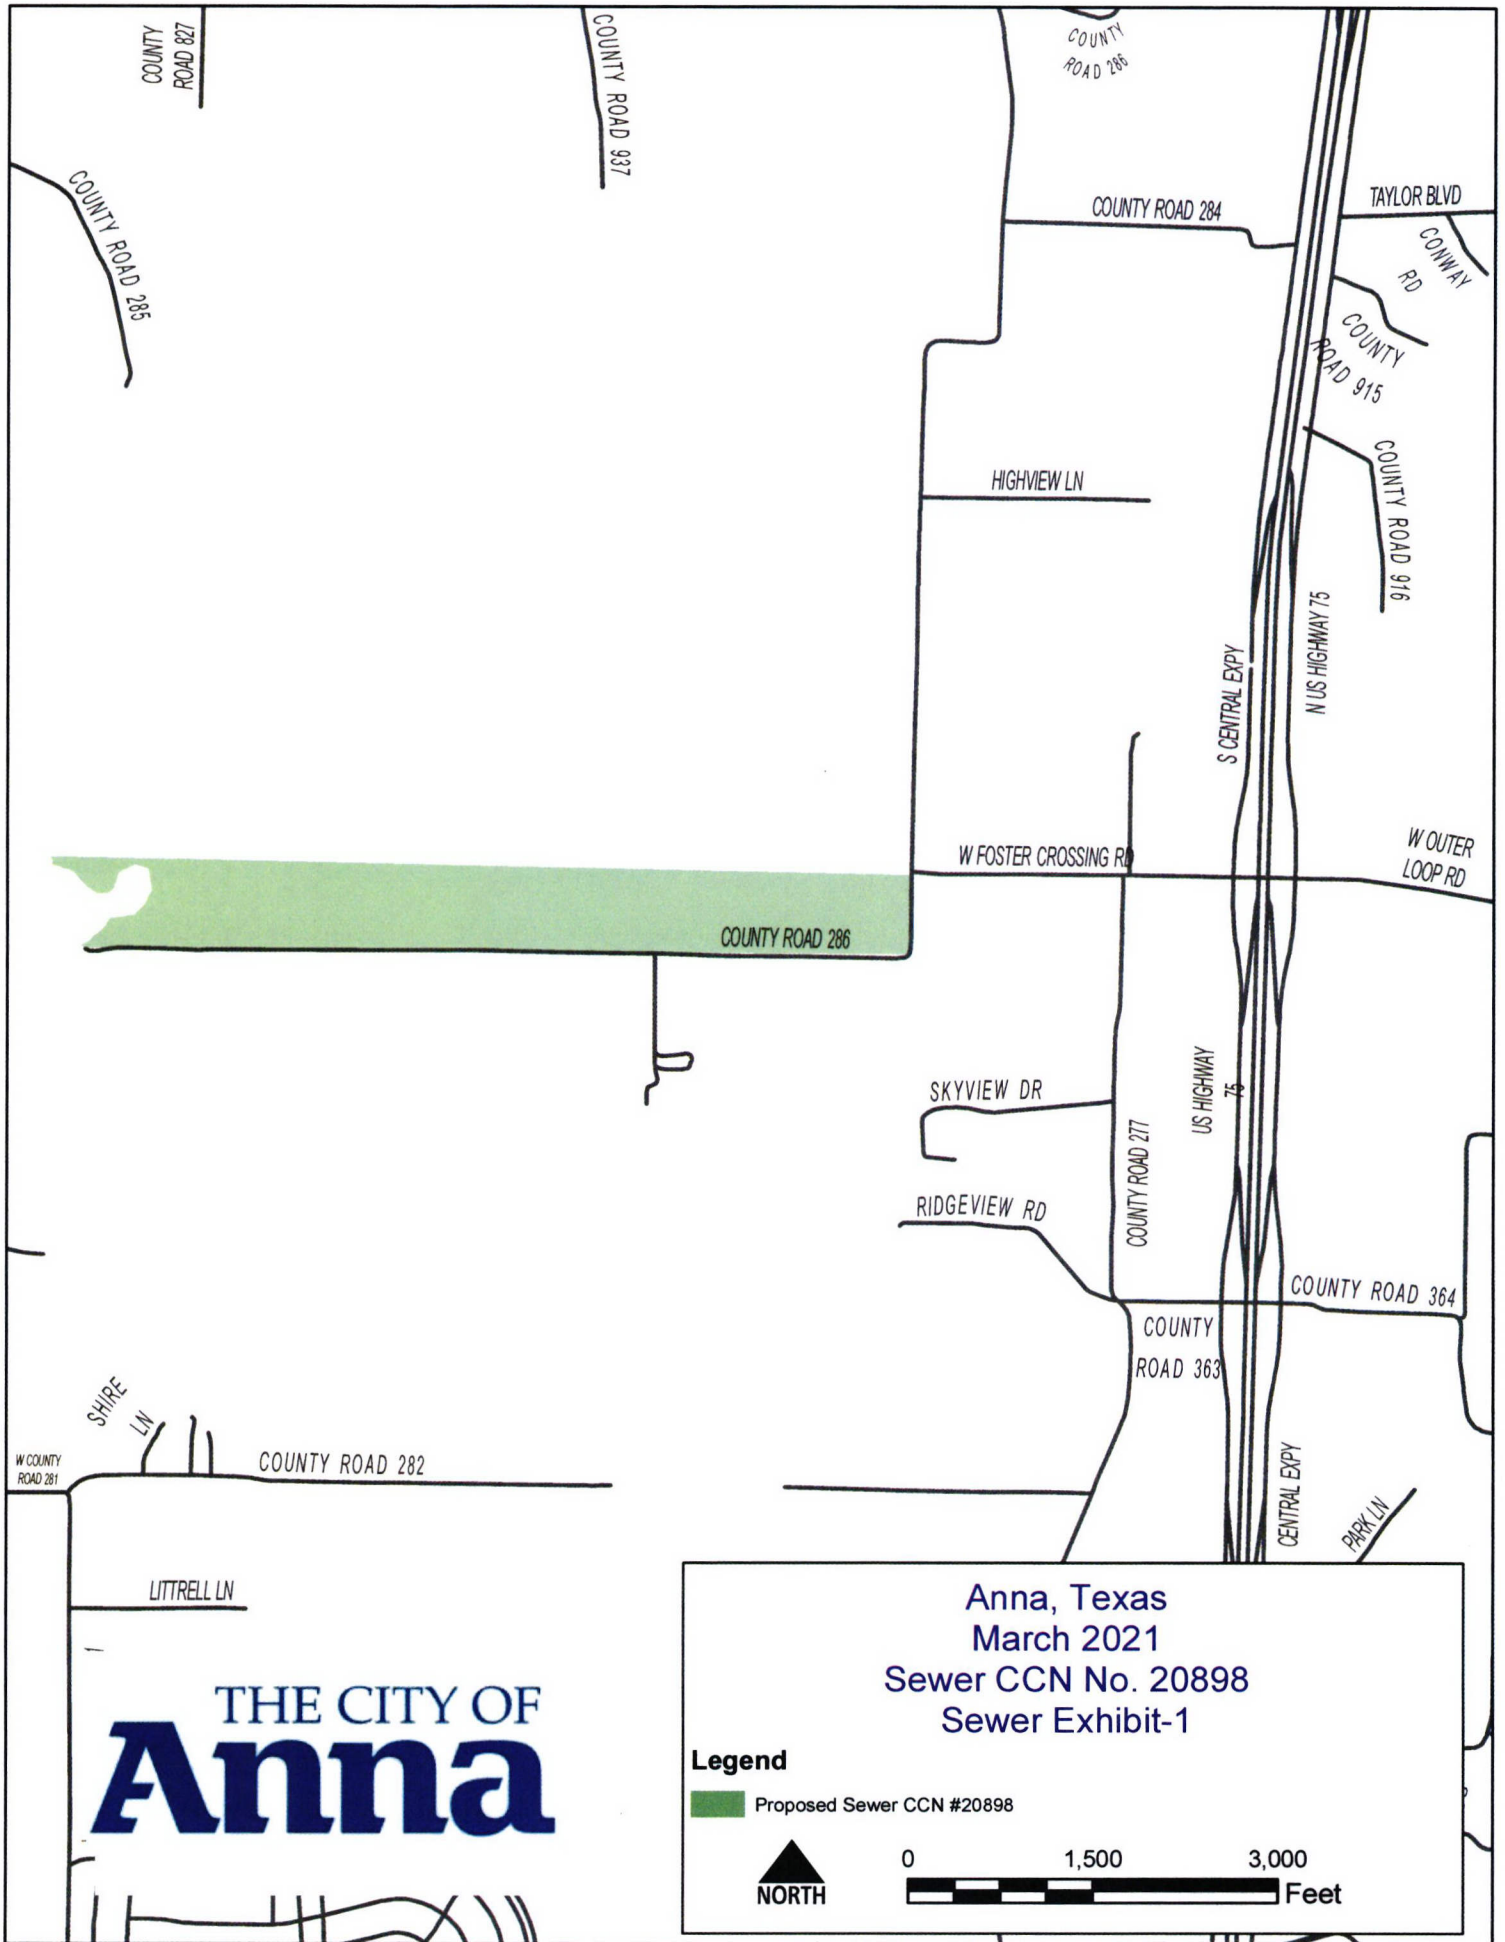 COUNTY
ROAD 827
COUNTY ROAD 937
COUNTY
ROAD 286
COUNTY ROAD 285
COUNTY ROAD 284
TAYLOR BLVD
CONWAY
RD
COUNTY
ROAD 915
HIGHVIEW LN
COUNTY ROAD 916
S CENTRAL EXPY
N US HIGHWAY 75
W FOSTER CROSSING RD
W OUTER
LOOP RD
COUNTY ROAD 286
SKYVIEW DR
US HIGHWAY
75
COUNTY ROAD 277
RIDGEVIEW RD
COUNTY ROAD 364
COUNTY
ROAD 363
SHIRE
LN
W COUNTY
ROAD 281
COUNTY ROAD 282
CENTRAL EXPY
PARK LN
LITTRELL LN
THE CITY OF
Anna
Anna, Texas
March 2021
Sewer CCN No. 20898
Sewer Exhibit-1
Legend
Proposed Sewer CCN #20898
NORTH
0 1,500 3,000
Feet